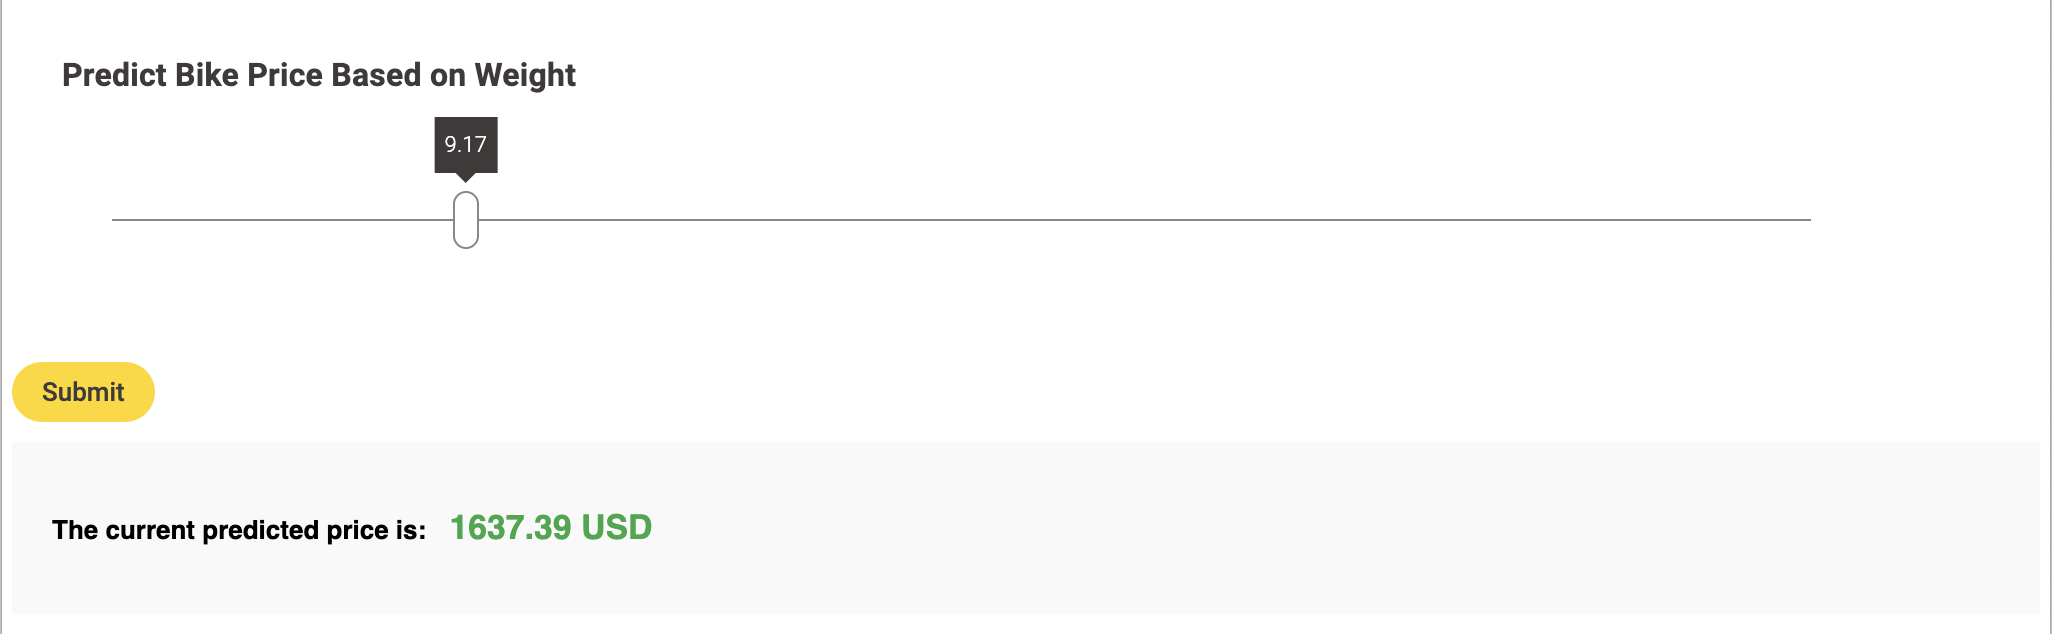 Predict Bike Price Based on Weight
9.17
Submit
The current predicted price is: 1637.39 USD